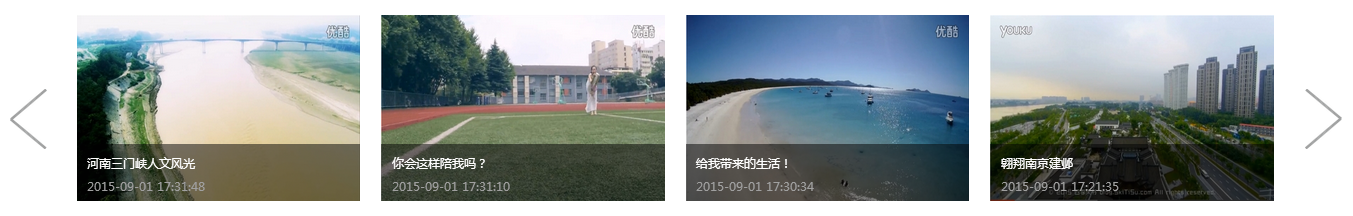 优酷
优酷
优酷
YOUKU
河南三门峡人文风光
2015-09-01 17:31:48
你会这样陪我吗？
2015-09-01 17:31:10
给我带来的生活！
2015-09-01 17:30:34
翱翔南京建邺
2015-09-01 17:21:35
All rights reserved.